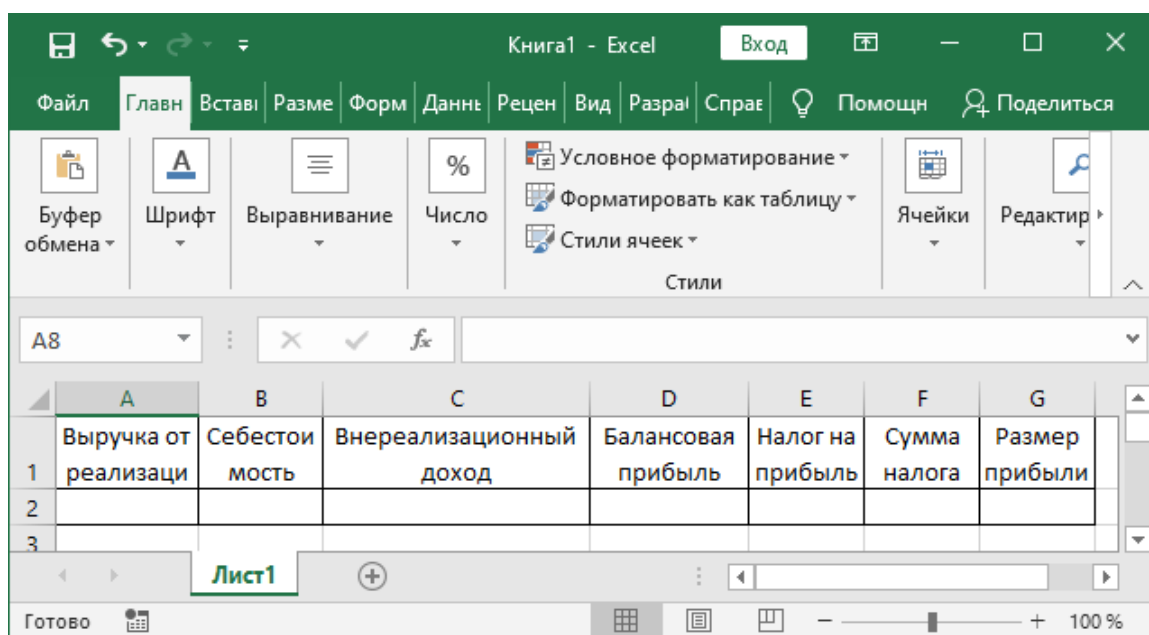 Книга1 - Excel Вход
Файл Главн Встав Разме Форм Данны Рецен Вид Разра Справ Помощн Поделиться
Буфер обмена
Шрифт
Выравнивание
%
Число
Условное форматирование
Форматировать как таблицу
Стили ячеек
Стили
Ячейки
Редактир
A8 fx
A B C D E F G
1 Выручка от реализаци Себестои мость Внереализационный доход Балансовая прибыль Налог на прибыль Сумма налога Размер прибыли
2
3
Лист1
Готово 100 %